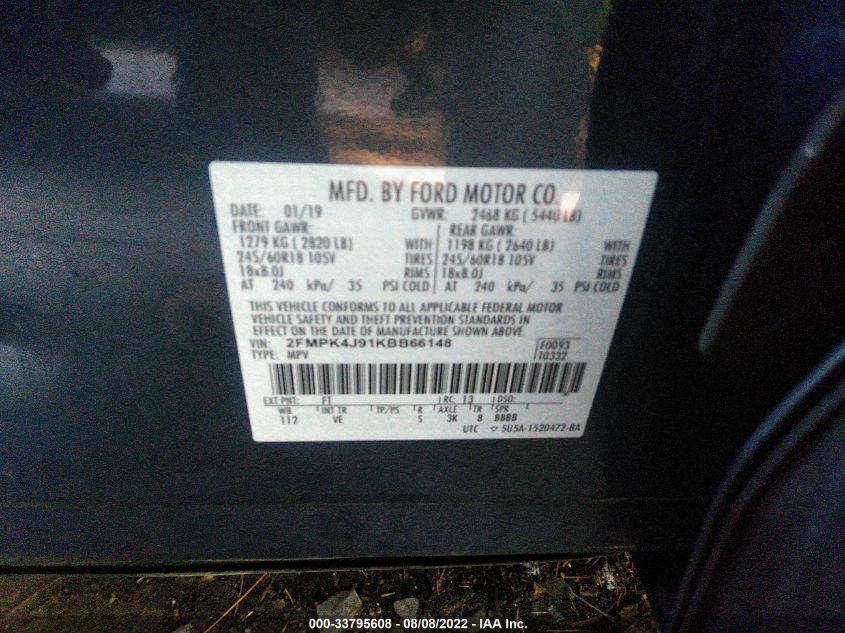 MFD. BY FORD MOTOR CO.
DATE: 01/19 GVWR: 2468 KG ( 5440 LB)
FRONT GAWR: REAR GAWR:
1279 KG ( 2820 LB) WITH 1198 KG ( 2640 LB) WITH
245/60R18 105V TIRES 245/60R18 105V TIRES
18x8.0J RIMS 18x8.0J RIMS
AT 240 kPa/ 35 PSI COLD AT 240 kPa/ 35 PSI COLD
THIS VEHICLE CONFORMS TO ALL APPLICABLE FEDERAL MOTOR
VEHICLE SAFETY AND THEFT PREVENTION STANDARDS IN
EFFECT ON THE DATE OF MANUFACTURE SHOWN ABOVE.
VIN: 2FMPK4J91KBB66148 F0093
TYPE: MPV T0332
EXT PNT: FT RC: 13 DSO:
WB INT TR TP/PS R AXLE TR SPR
112 VE S 3K 8 BBBB
UTC ▽ 5U5A-1520472-BA
000-33795608 - 08/08/2022 - IAA Inc.